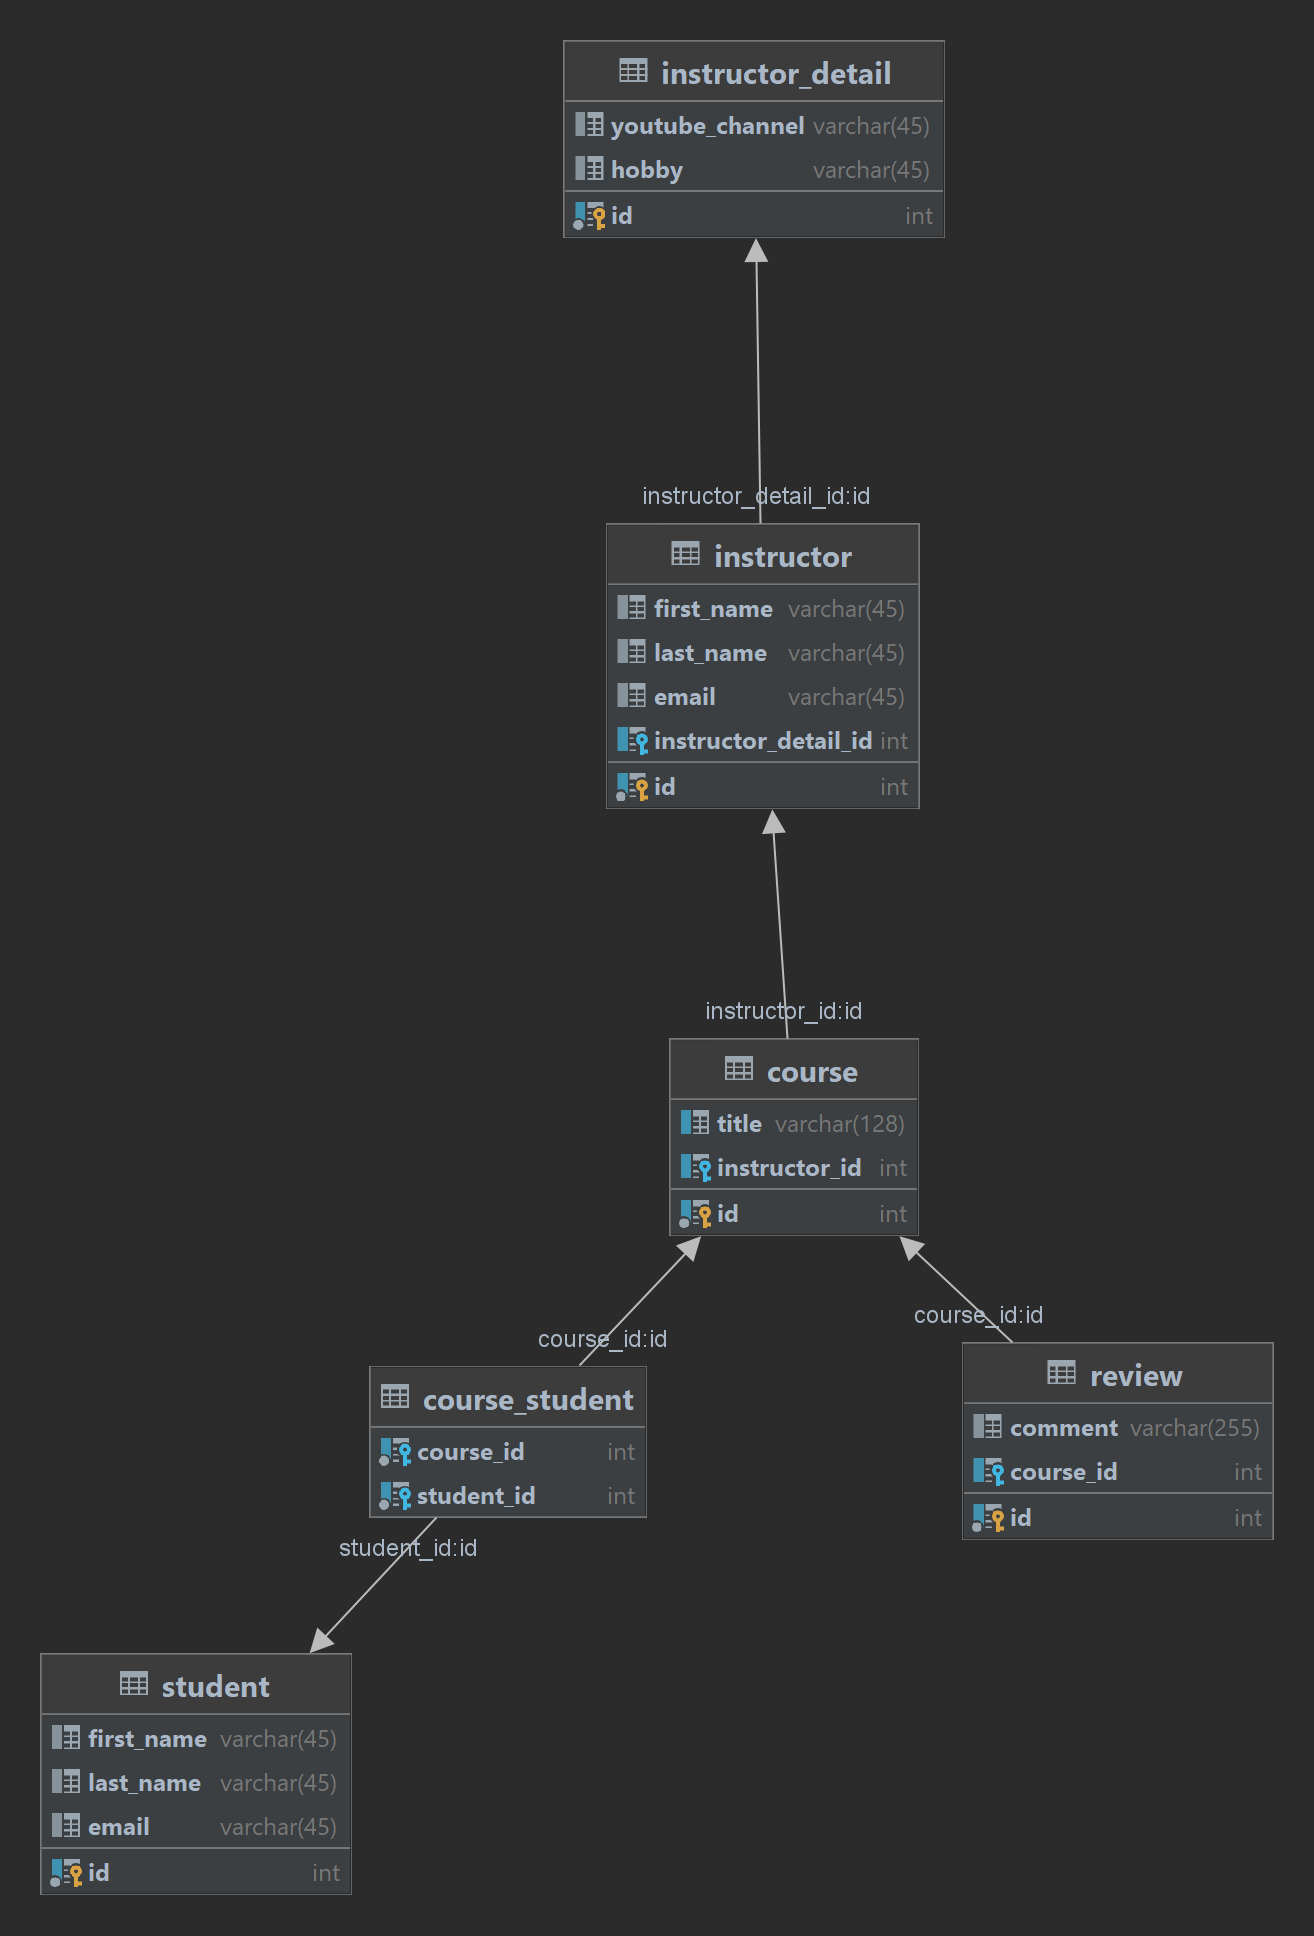 instructor_detail
youtube_channel varchar(45)
hobby varchar(45)
id int
instructor_detail_id:id
instructor
first_name varchar(45)
last_name varchar(45)
email varchar(45)
instructor_detail_id int
id int
instructor_id:id
course
title varchar(128)
instructor_id int
id int
course_id:id
course_id:id
course_student
course_id int
student_id int
review
comment varchar(255)
course_id int
id int
student_id:id
student
first_name varchar(45)
last_name varchar(45)
email varchar(45)
id int